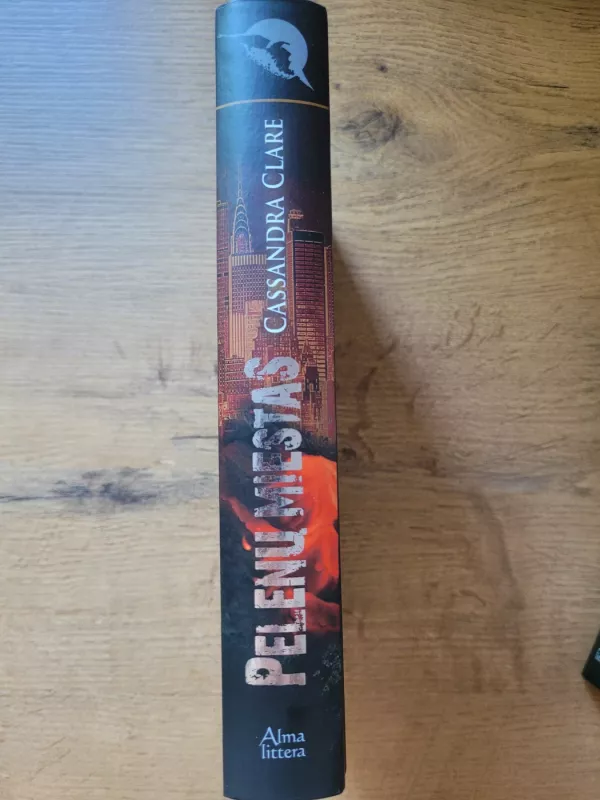 CASSANDRA CLARE
PELENŲ MIESTAS
Alma
littera